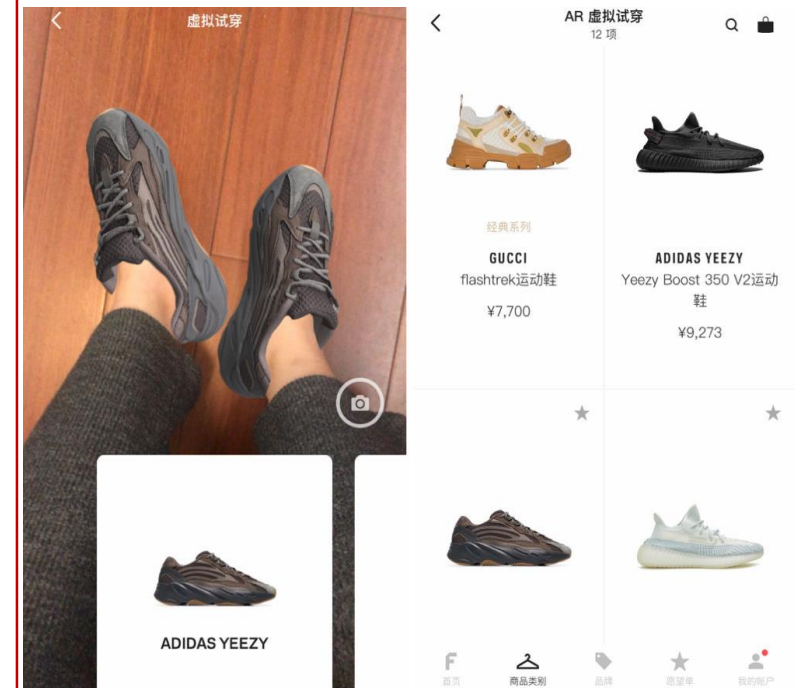 虚拟试穿
ADIDAS YEEZY
AR 虚拟试穿
12 项
经典系列
GUCCI
flashtrek运动鞋
¥7,700
ADIDAS YEEZY
Yeezy Boost 350 V2运动
鞋
¥9,273
F
首页
商品类别
品牌
愿望单
我的帐户